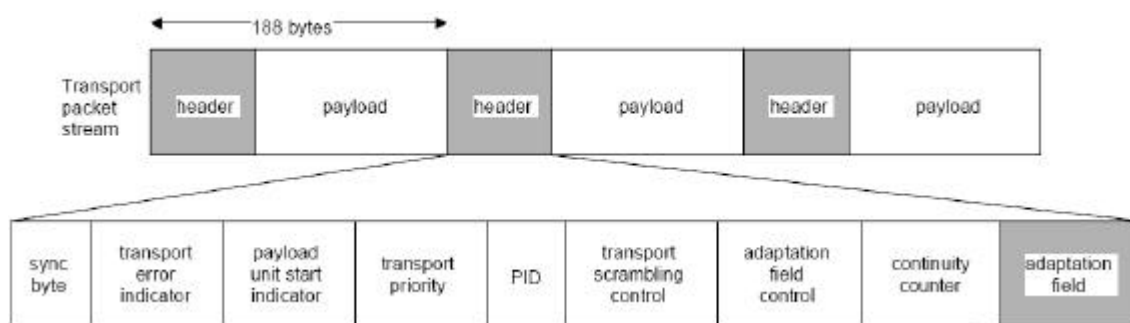 188 bytes
Transport
packet
stream
header
payload
header
payload
header
payload
sync
byte
transport
error
indicator
payload
unit start
indicator
transport
priority
PID
transport
scrambling
control
adaptation
field
control
continuity
counter
adaptation
field